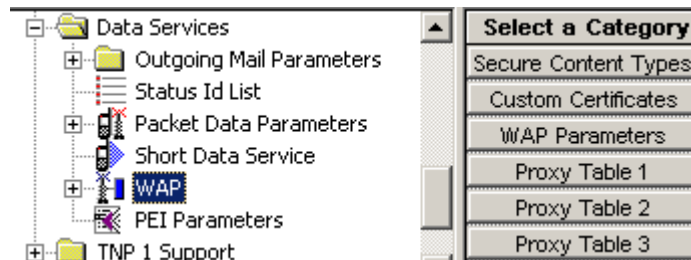 Data Services
Outgoing Mail Parameters
Status Id List
Packet Data Parameters
Short Data Service
WAP
PEI Parameters
TNP 1 Support
Select a Category
Secure Content Types
Custom Certificates
WAP Parameters
Proxy Table 1
Proxy Table 2
Proxy Table 3